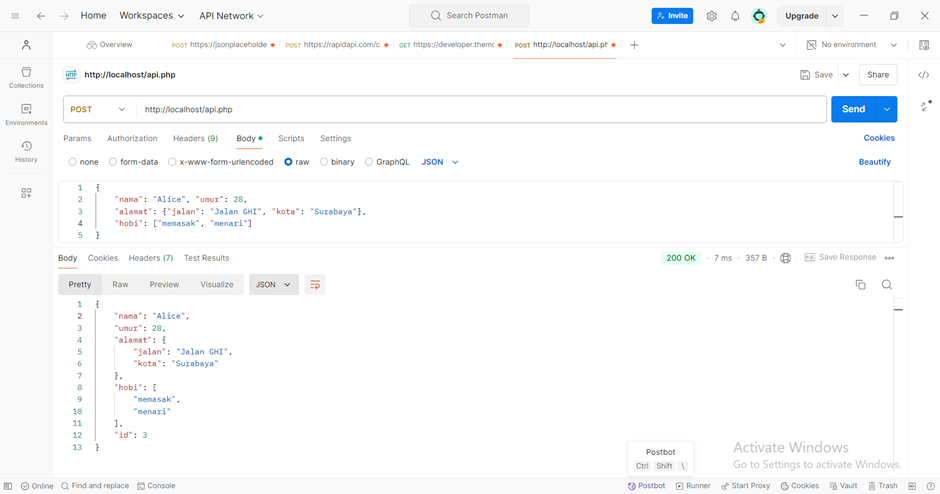 Home Workspaces API Network Search Postman Invite Upgrade
Overview POST https://jsonplaceholde POST https://rapidapi.com/c GET https://developer.themo POST http://localhost/api.ph No environment
Collections
Environments
History
HTTP http://localhost/api.php Save Share
POST http://localhost/api.php Send
Params Authorization Headers (9) Body Scripts Settings Cookies
none form-data x-www-form-urlencoded raw binary GraphQL JSON Beautify
1 {
2 "nama": "Alice", "umur": 28,
3 "alamat": {"jalan": "Jalan GHI", "kota": "Surabaya"},
4 "hobi": ["memasak", "menari"]
5 }
Body Cookies Headers (7) Test Results 200 OK 7 ms 357 B Save Response
Pretty Raw Preview Visualize JSON
1 {
2 "nama": "Alice",
3 "umur": 28,
4 "alamat": {
5 "jalan": "Jalan GHI",
6 "kota": "Surabaya"
7 },
8 "hobi": [
9 "memasak",
10 "menari"
11 ],
12 "id": 3
13 }
Postbot
Ctrl Shift \
Activate Windows
Go to Settings to activate Windows.
Online Find and replace Console Postbot Runner Start Proxy Cookies Vault Trash